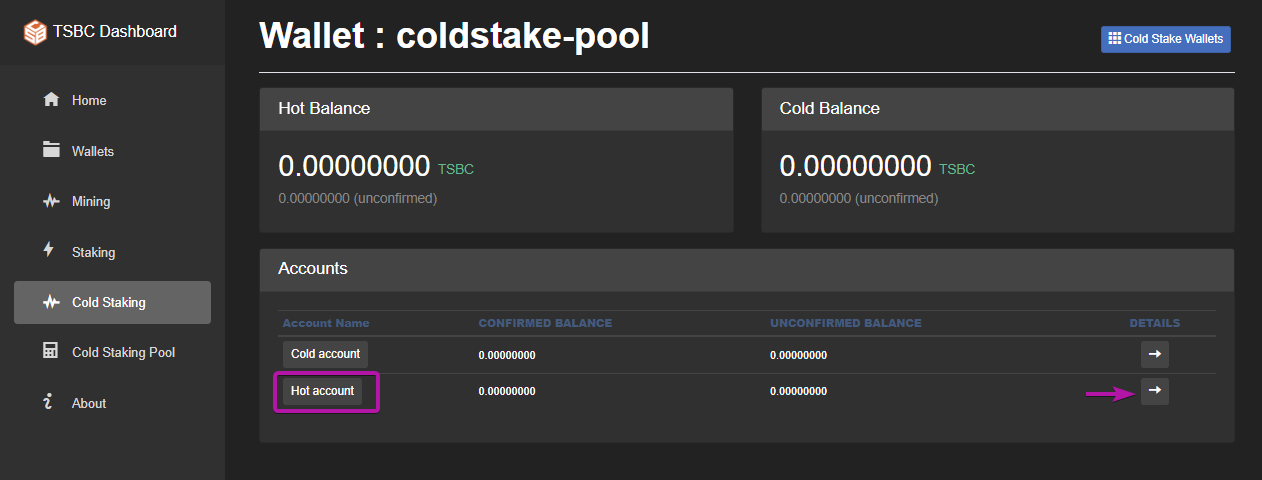 TSBC Dashboard
Home
Wallets
Mining
Staking
Cold Staking
Cold Staking Pool
About
Wallet : coldstake-pool
Cold Stake Wallets
Hot Balance
0.00000000 TSBC
0.00000000 (unconfirmed)
Cold Balance
0.00000000 TSBC
0.00000000 (unconfirmed)
Accounts
Account Name CONFIRMED BALANCE UNCONFIRMED BALANCE DETAILS
Cold account 0.00000000 0.00000000
Hot account 0.00000000 0.00000000